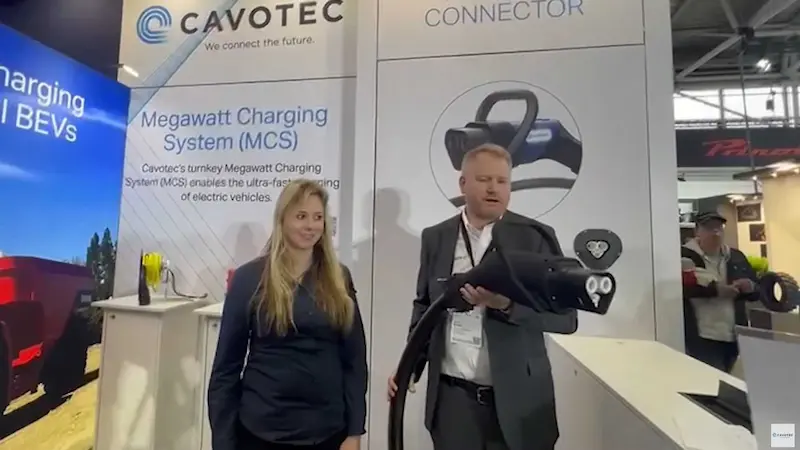 CAVOTEC
We connect the future.
CONNECTOR
Megawatt Charging
System (MCS)
Cavotec's turnkey Megawatt Charging
System (MCS) enables the ultra-fast
of electric vehicles.
BEVs